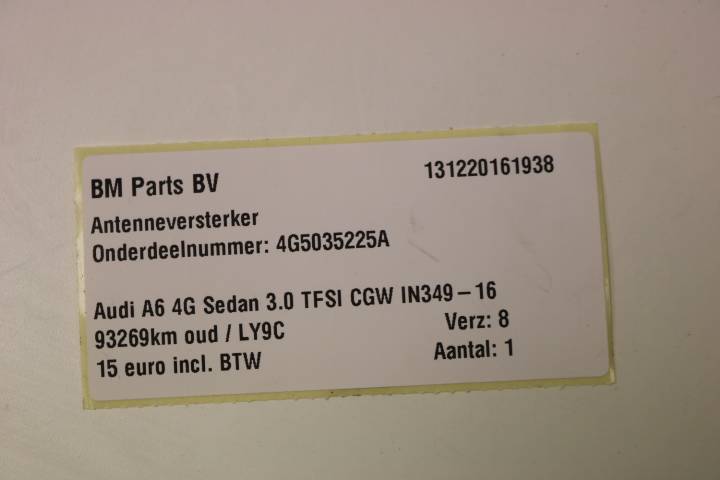 BM Parts BV 131220161938
Antenneversterker
Onderdeelnummer: 4G5035225A
Audi A6 4G Sedan 3.0 TFSI CGW IN349 – 16
93269km oud / LY9C Verz: 8
15 euro incl. BTW Aantal: 1